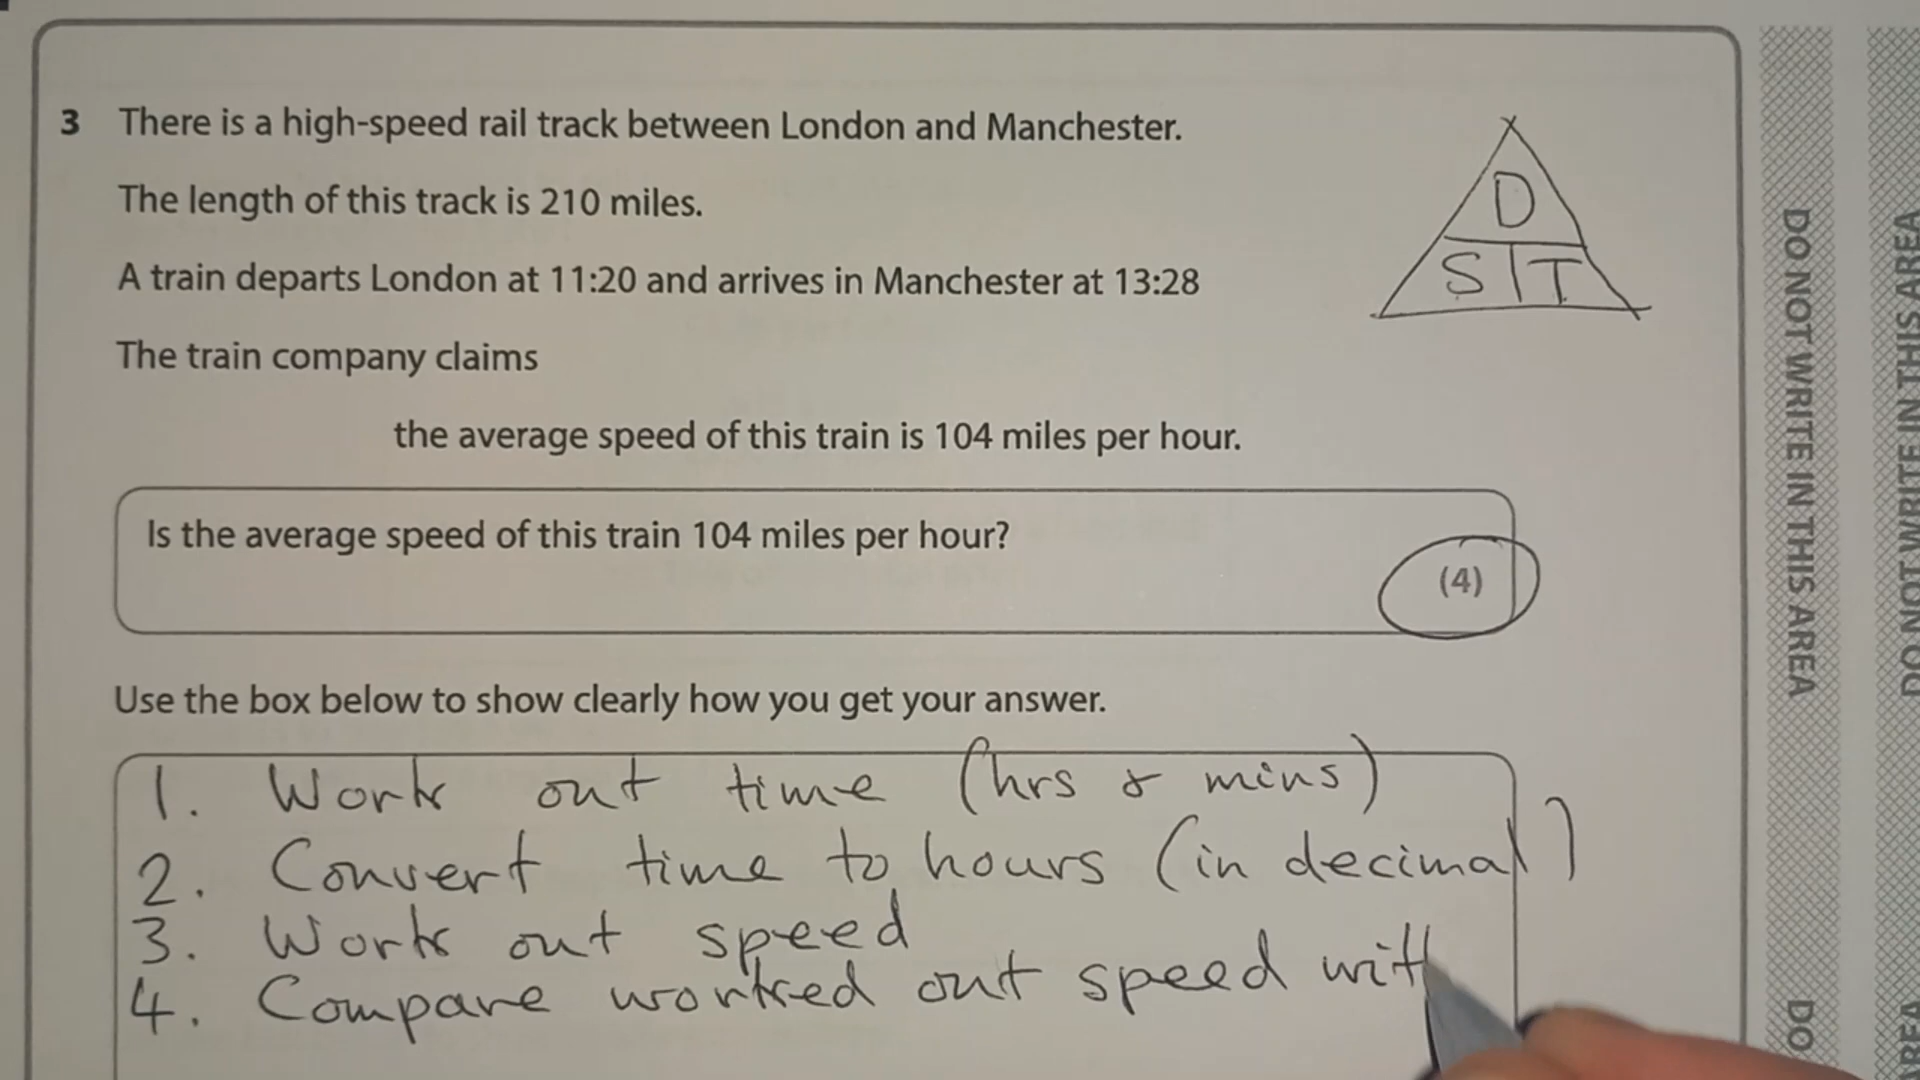 3 There is a high-speed rail track between London and Manchester.
The length of this track is 210 miles.
A train departs London at 11:20 and arrives in Manchester at 13:28
The train company claims
the average speed of this train is 104 miles per hour.
D
S T
Is the average speed of this train 104 miles per hour?
(4)
Use the box below to show clearly how you get your answer.
1. Work out time (hrs & mins)
2. Convert time to hours (in decimal)
3. Work out speed
4. Compare worked out speed with
DO NOT WRITE IN THIS AREA
DO
DO NOT WRITE IN THIS AREA
AREA